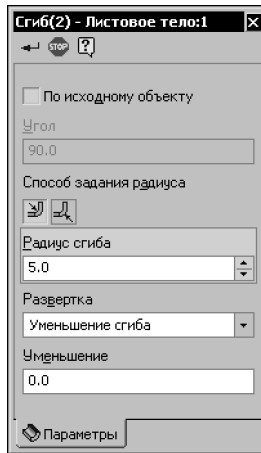 Сгиб(2) - Листовое тело:1
STOP
По исходному объекту
Угол
90.0
Способ задания радиуса
Радиус сгиба
5.0
Развертка
Уменьшение сгиба
Уменьшение
0.0
Параметры